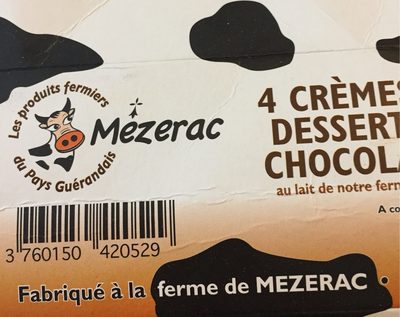 Les produits fermiers
du Pays Guérandais
Mézerac
4 CRÈMES
DESSERT
CHOCOLA
au lait de notre ferm
A co
3 760150 420529
Fabriqué à la ferme de MEZERAC •